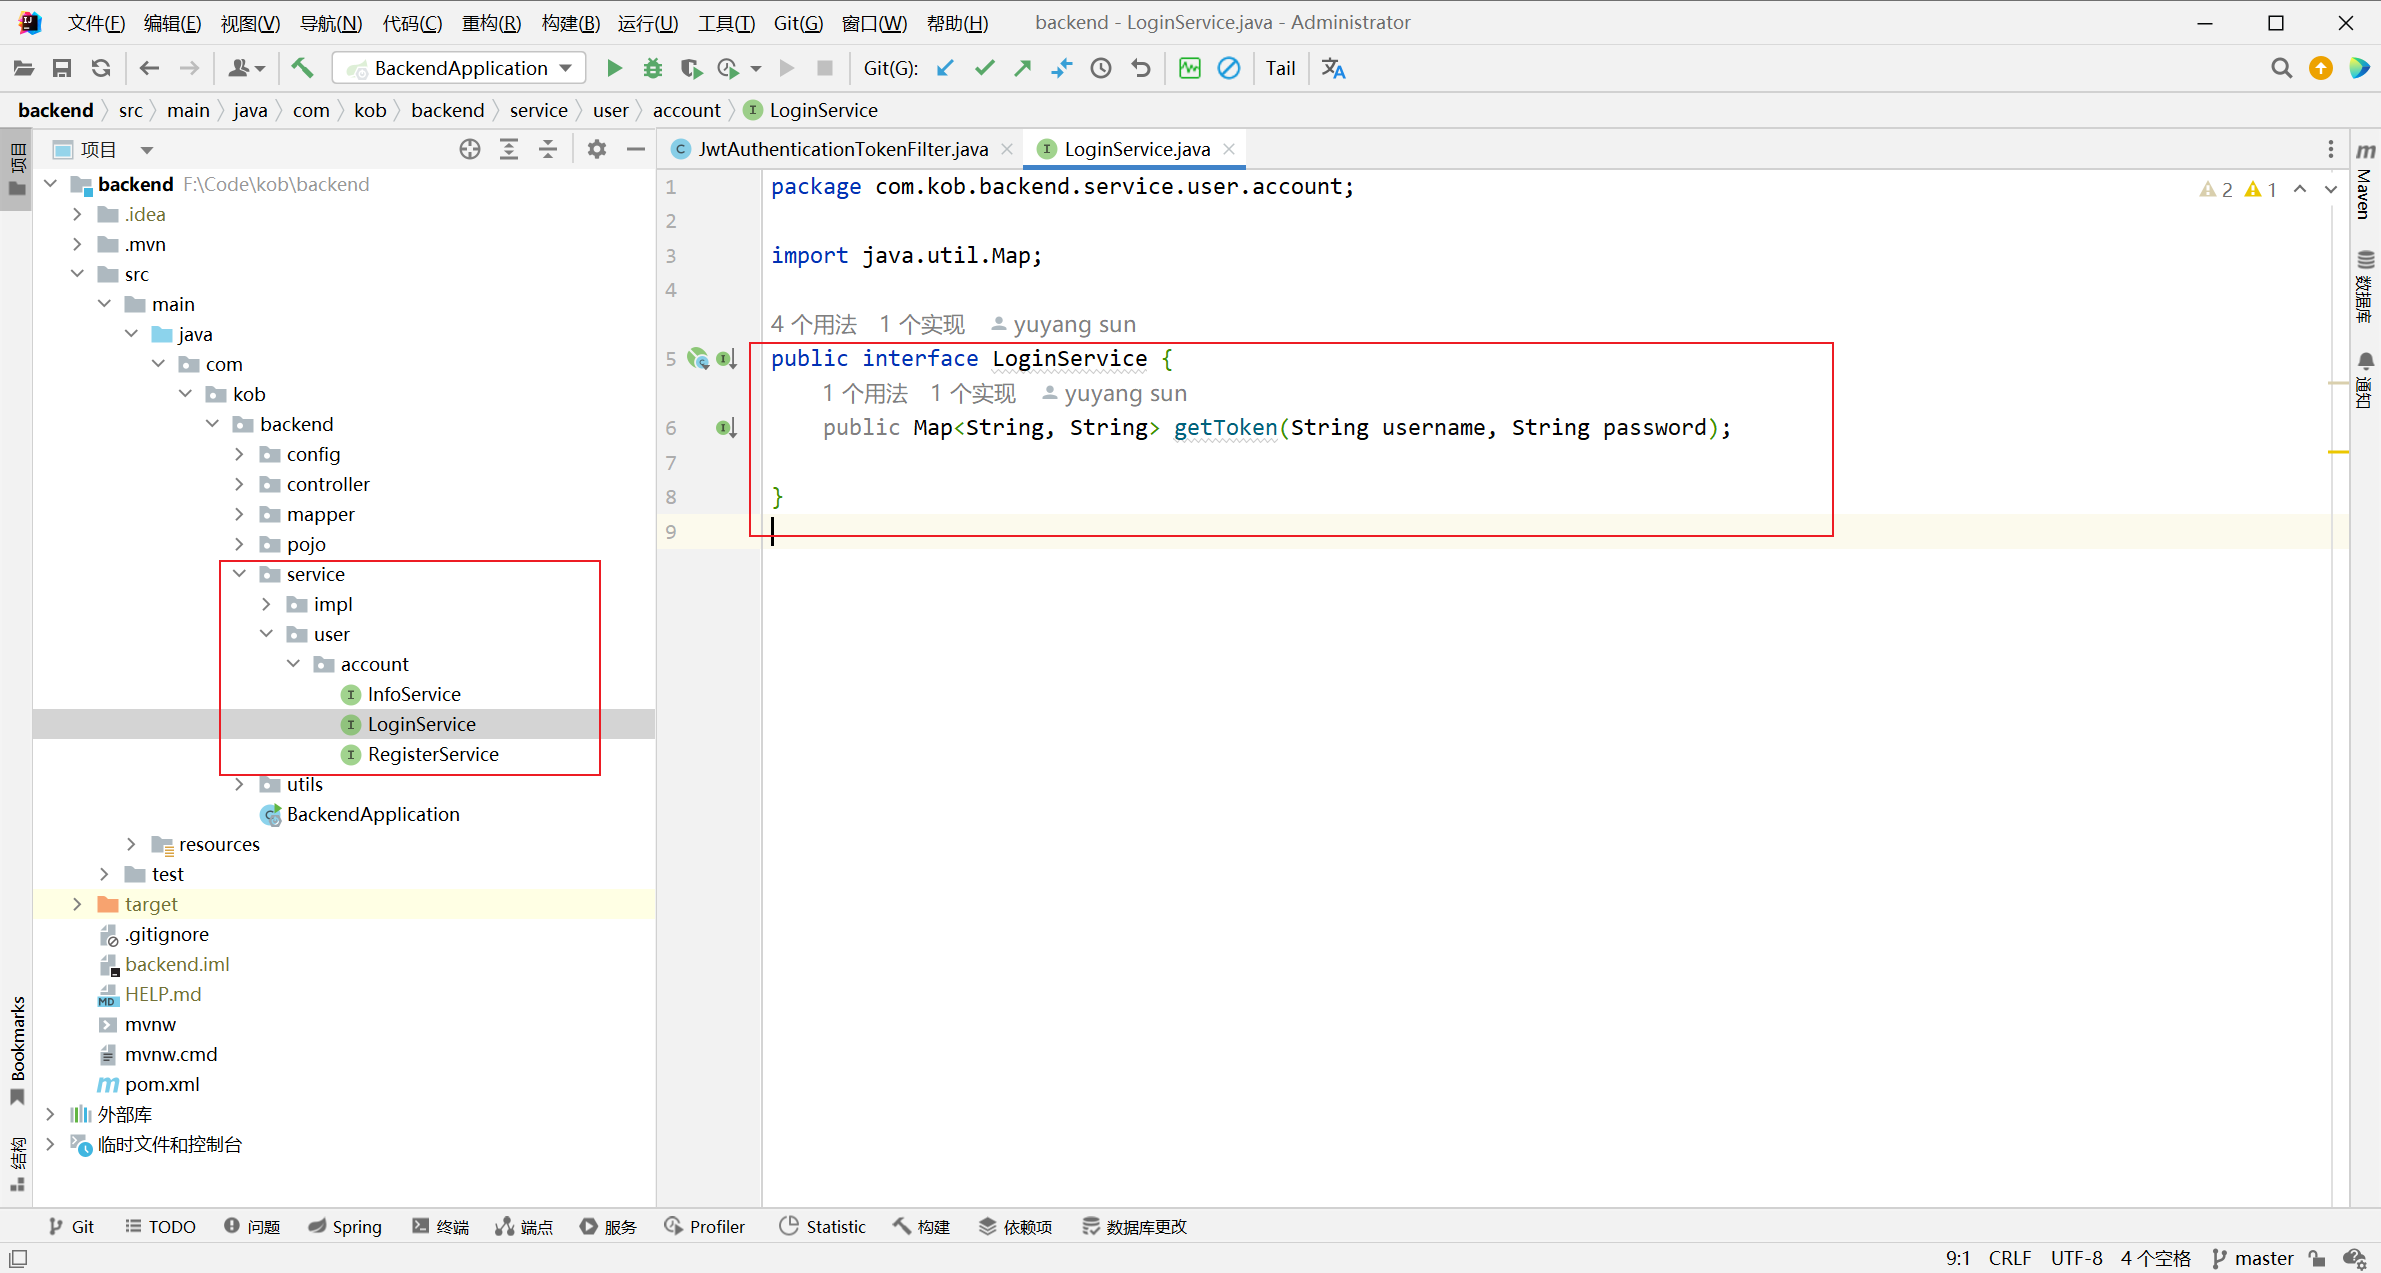 文件(F) 编辑(E) 视图(V) 导航(N) 代码(C) 重构(R) 构建(B) 运行(U) 工具(T) Git(G) 窗口(W) 帮助(H) backend - LoginService.java - Administrator
BackendApplication Git(G): Tail
backend src main java com kob backend service user account LoginService
项目
项目
JwtAuthenticationTokenFilter.java LoginService.java
backend F:\Code\kob\backend
.idea
.mvn
src
main
java
com
kob
backend
config
controller
mapper
pojo
service
impl
user
account
InfoService
LoginService
RegisterService
utils
BackendApplication
resources
test
target
.gitignore
backend.iml
HELP.md
mvnw
mvnw.cmd
pom.xml
外部库
临时文件和控制台
1 package com.kob.backend.service.user.account;
2
3 import java.util.Map;
4
4 个用法 1 个实现 yuyang sun
5 public interface LoginService {
1 个用法 1 个实现 yuyang sun
6 public Map<String, String> getToken(String username, String password);
7
8 }
9
2 1
Maven
数据库
通知
Bookmarks
结构
Git TODO 问题 Spring 终端 端点 服务 Profiler Statistic 构建 依赖项 数据库更改
9:1 CRLF UTF-8 4 个空格 master